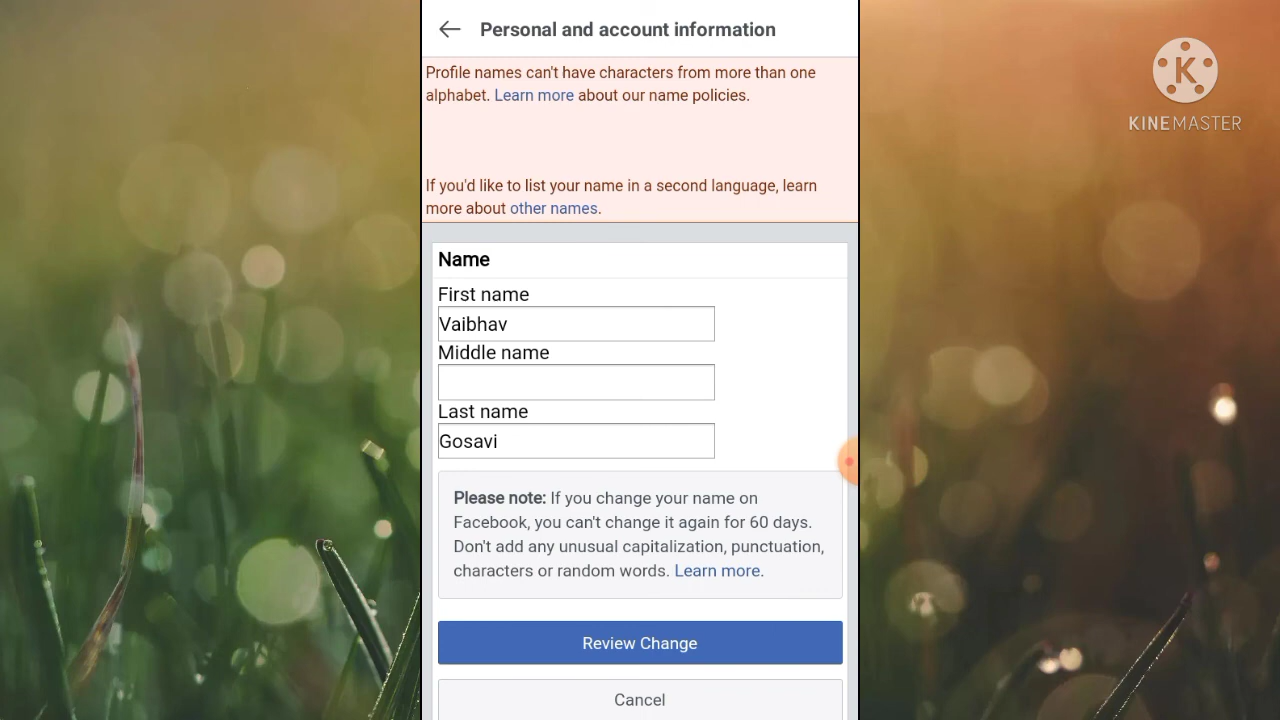 Personal and account information
Profile names can't have characters from more than one
alphabet. Learn more about our name policies.
If you'd like to list your name in a second language, learn
more about other names.
Name
First name
Vaibhav
Middle name
Last name
Gosavi
Please note: If you change your name on
Facebook, you can't change it again for 60 days.
Don't add any unusual capitalization, punctuation,
characters or random words. Learn more.
Review Change
Cancel
K
KINEMASTER